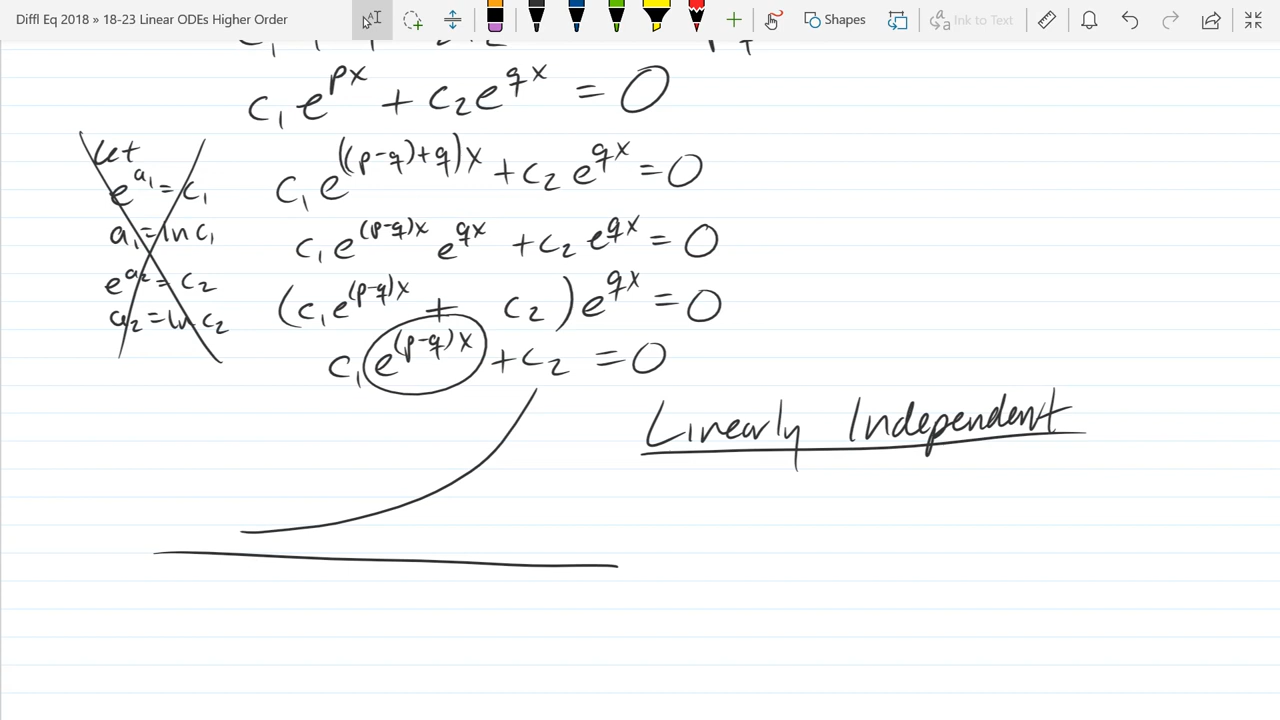 Diffl Eq 2018 » 18-23 Linear ODEs Higher Order
Shapes
Ink to Text
c₁e^{px} + c₂e^{qx} = 0
Let
e^{a₁} = c₁
a₁ = ln c₁
e^{a₂} = c₂
a₂ = ln c₂
c₁e^{((p-q)+q)x} + c₂e^{qx} = 0
c₁e^{(p-q)x} e^{qx} + c₂e^{qx} = 0
(c₁e^{(p-q)x} + c₂)e^{qx} = 0
c₁e^{(p-q)x} + c₂ = 0
Linearly Independent